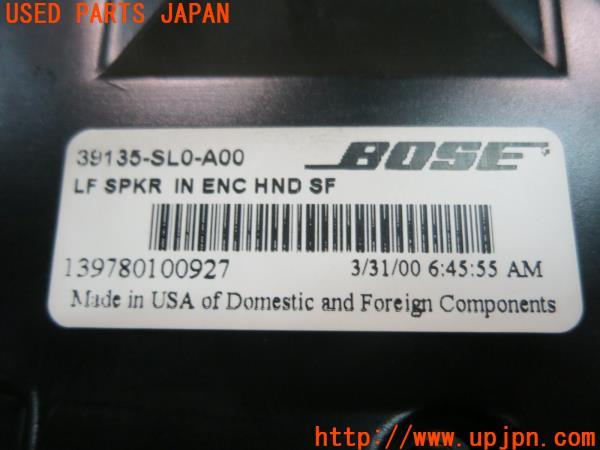 USED PARTS JAPAN
39135-SL0-A00 BOSE
LF SPKR IN ENC HND SF
139780100927 3/31/00 6:45:55 AM
Made in USA of Domestic and Foreign Components
http://www.upjpn.com/